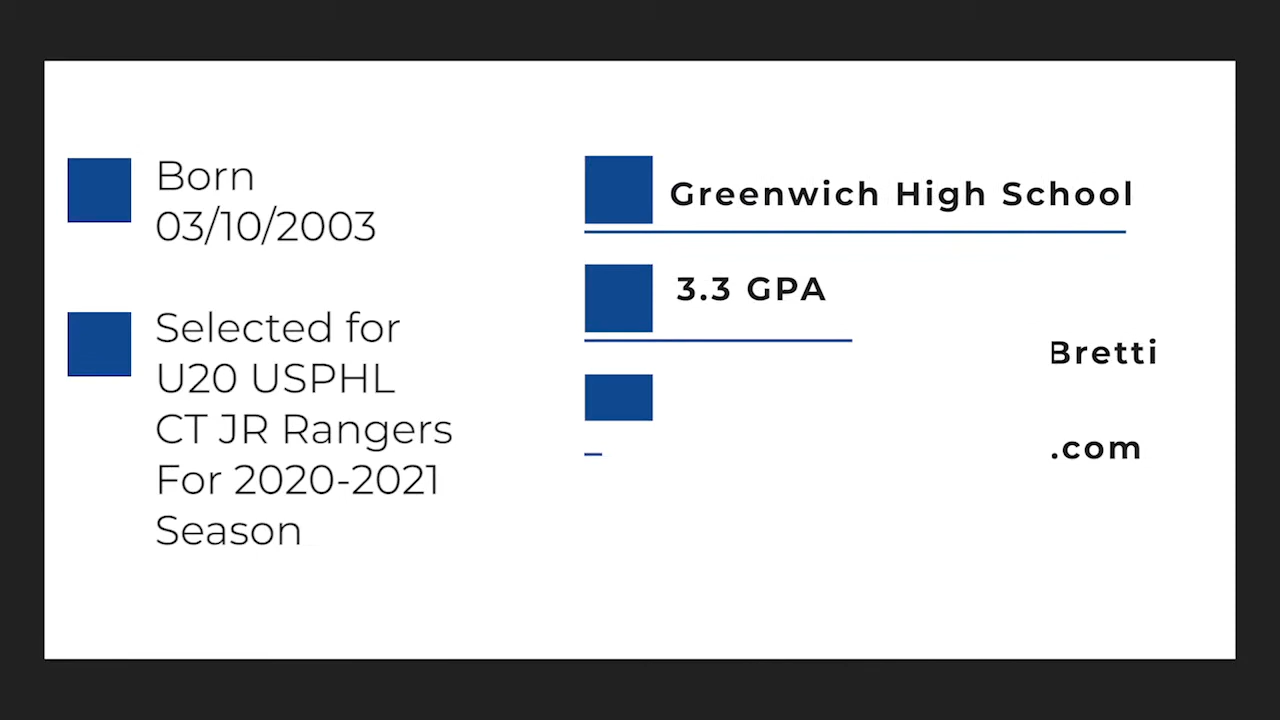 Born
03/10/2003
Selected for
U20 USPHL
CT JR Rangers
For 2020-2021
Season
Greenwich High School
3.3 GPA
Bretti
.com